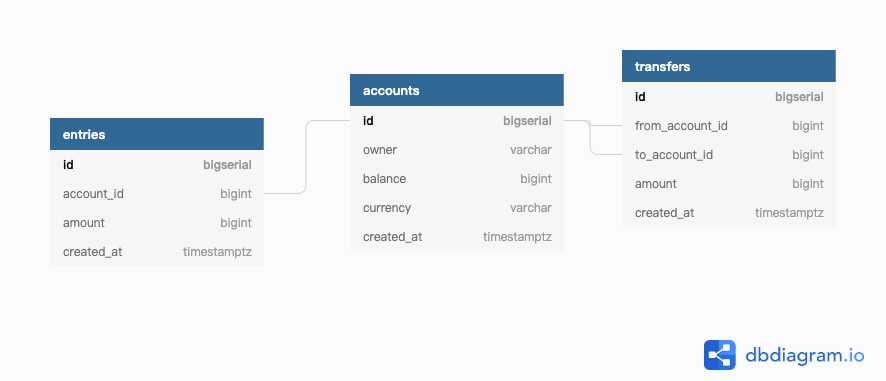 entries
id bigserial
account_id bigint
amount bigint
created_at timestamptz
accounts
id bigserial
owner varchar
balance bigint
currency varchar
created_at timestamptz
transfers
id bigserial
from_account_id bigint
to_account_id bigint
amount bigint
created_at timestamptz
dbdiagram.io